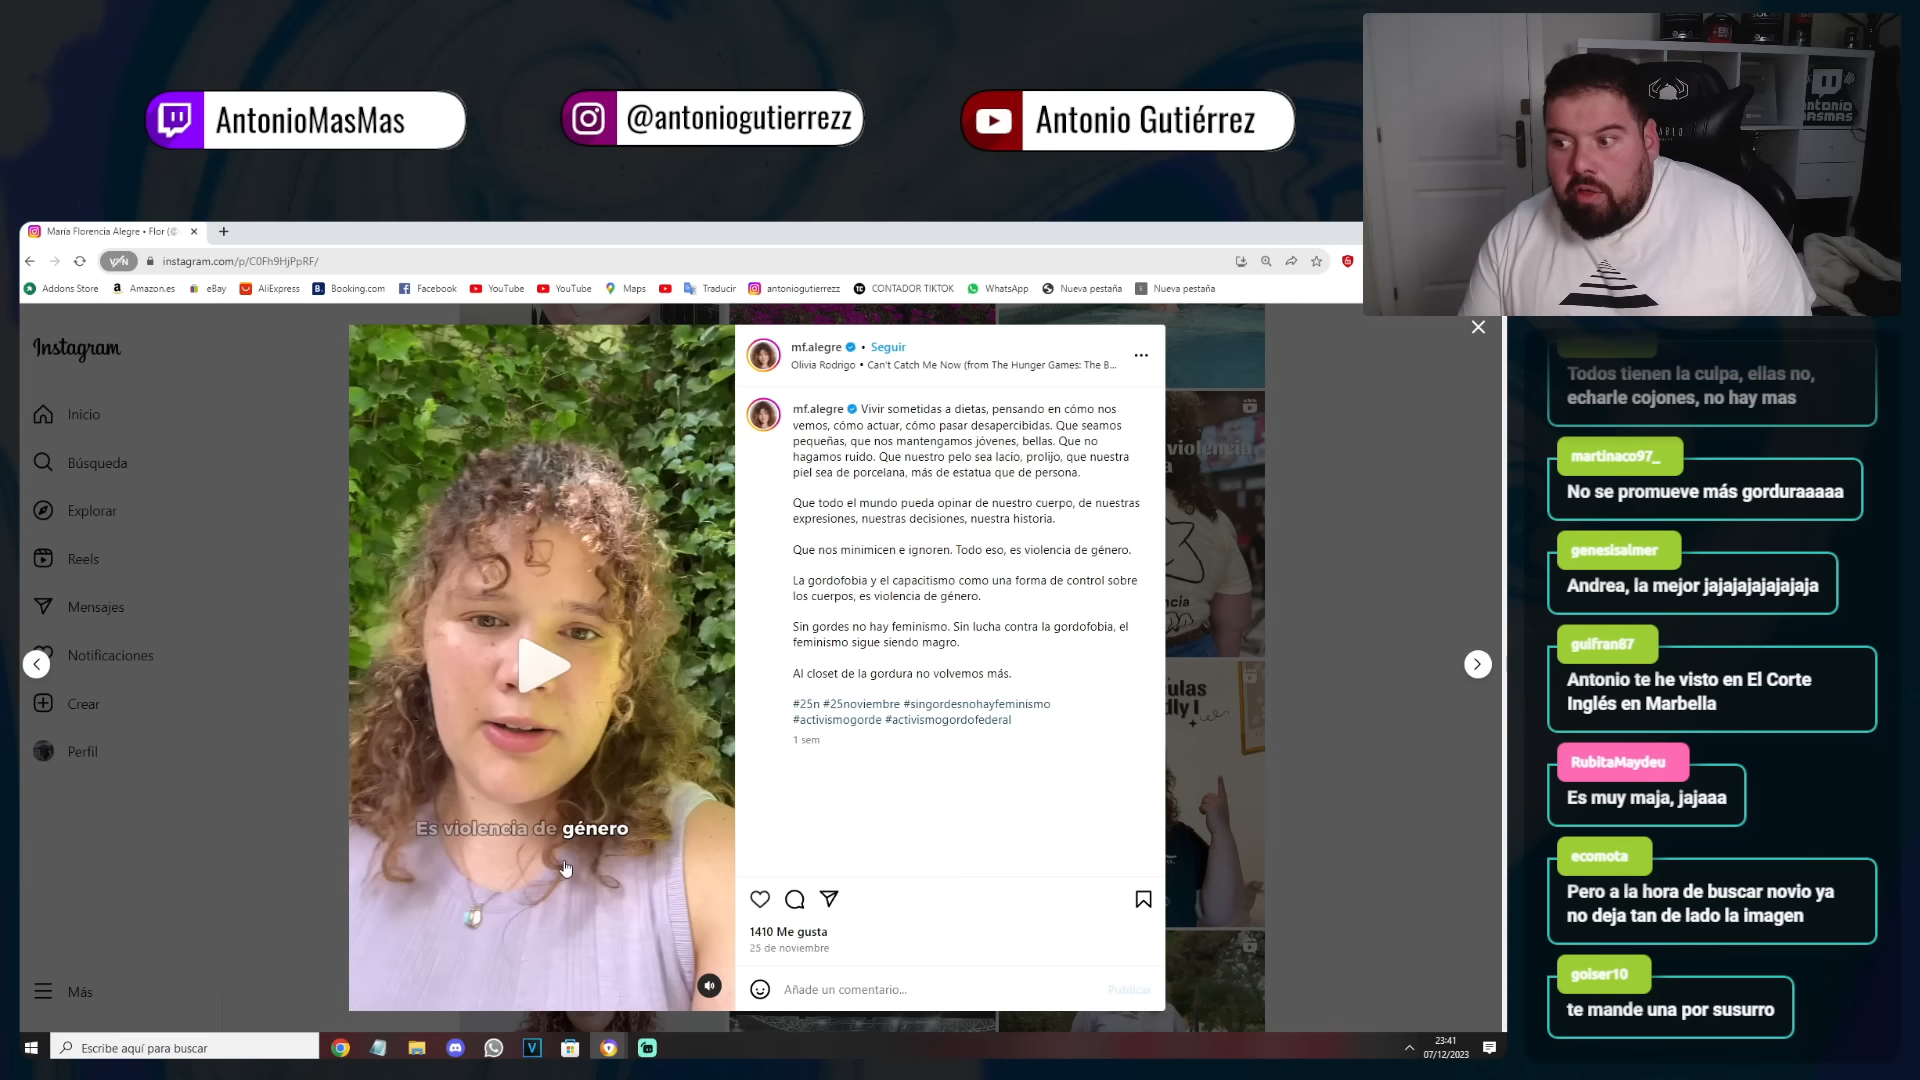 AntonioMasMas
@antoniogutierrezz
Antonio Gutiérrez
María Florencia Alegre • Flor (@
VPN
instagram.com/p/C0Fh9HjPpRF/
Addons Store
Amazon.es
eBay
AliExpress
Booking.com
Facebook
YouTube
YouTube
Maps
Traducir
antoniogutierrezz
CONTADOR TIKTOK
WhatsApp
Nueva pestaña
Nueva pestaña
Instagram
Inicio
Búsqueda
Explorar
Reels
Mensajes
Notificaciones
Crear
Perfil
Más
Es violencia de género
mf.alegre • Seguir
Olivia Rodrigo • Can't Catch Me Now (from The Hunger Games: The B...
mf.alegre Vivir sometidas a dietas, pensando en cómo nos
vemos, cómo actuar, cómo pasar desapercibidas. Que seamos
pequeñas, que nos mantengamos jóvenes, bellas. Que no
hagamos ruido. Que nuestro pelo sea lacio, prolijo, que nuestra
piel sea de porcelana, más de estatua que de persona.
Que todo el mundo pueda opinar de nuestro cuerpo, de nuestras
expresiones, nuestras decisiones, nuestra historia.
Que nos minimicen e ignoren. Todo eso, es violencia de género.
La gordofobia y el capacitismo como una forma de control sobre
los cuerpos, es violencia de género.
Sin gordes no hay feminismo. Sin lucha contra la gordofobia, el
feminismo sigue siendo magro.
Al closet de la gordura no volvemos más.
#25n #25noviembre #singordesnohayfeminismo
#activismogorde #activismogordofederal
1 sem
1410 Me gusta
25 de noviembre
Añade un comentario...
Publicar
violencia
Todos tienen la culpa, ellas no,
echarle cojones, no hay mas
martinaco97_
No se promueve más gorduraaaaa
genesisalmer
Andrea, la mejor jajajajajajajaja
guifran87
Antonio te he visto en El Corte
Inglés en Marbella
RubitaMaydeu
Es muy maja, jajaaa
ecomota
Pero a la hora de buscar novio ya
no deja tan de lado la imagen
goiser10
te mande una por susurro
Escribe aquí para buscar
23:41
07/12/2023